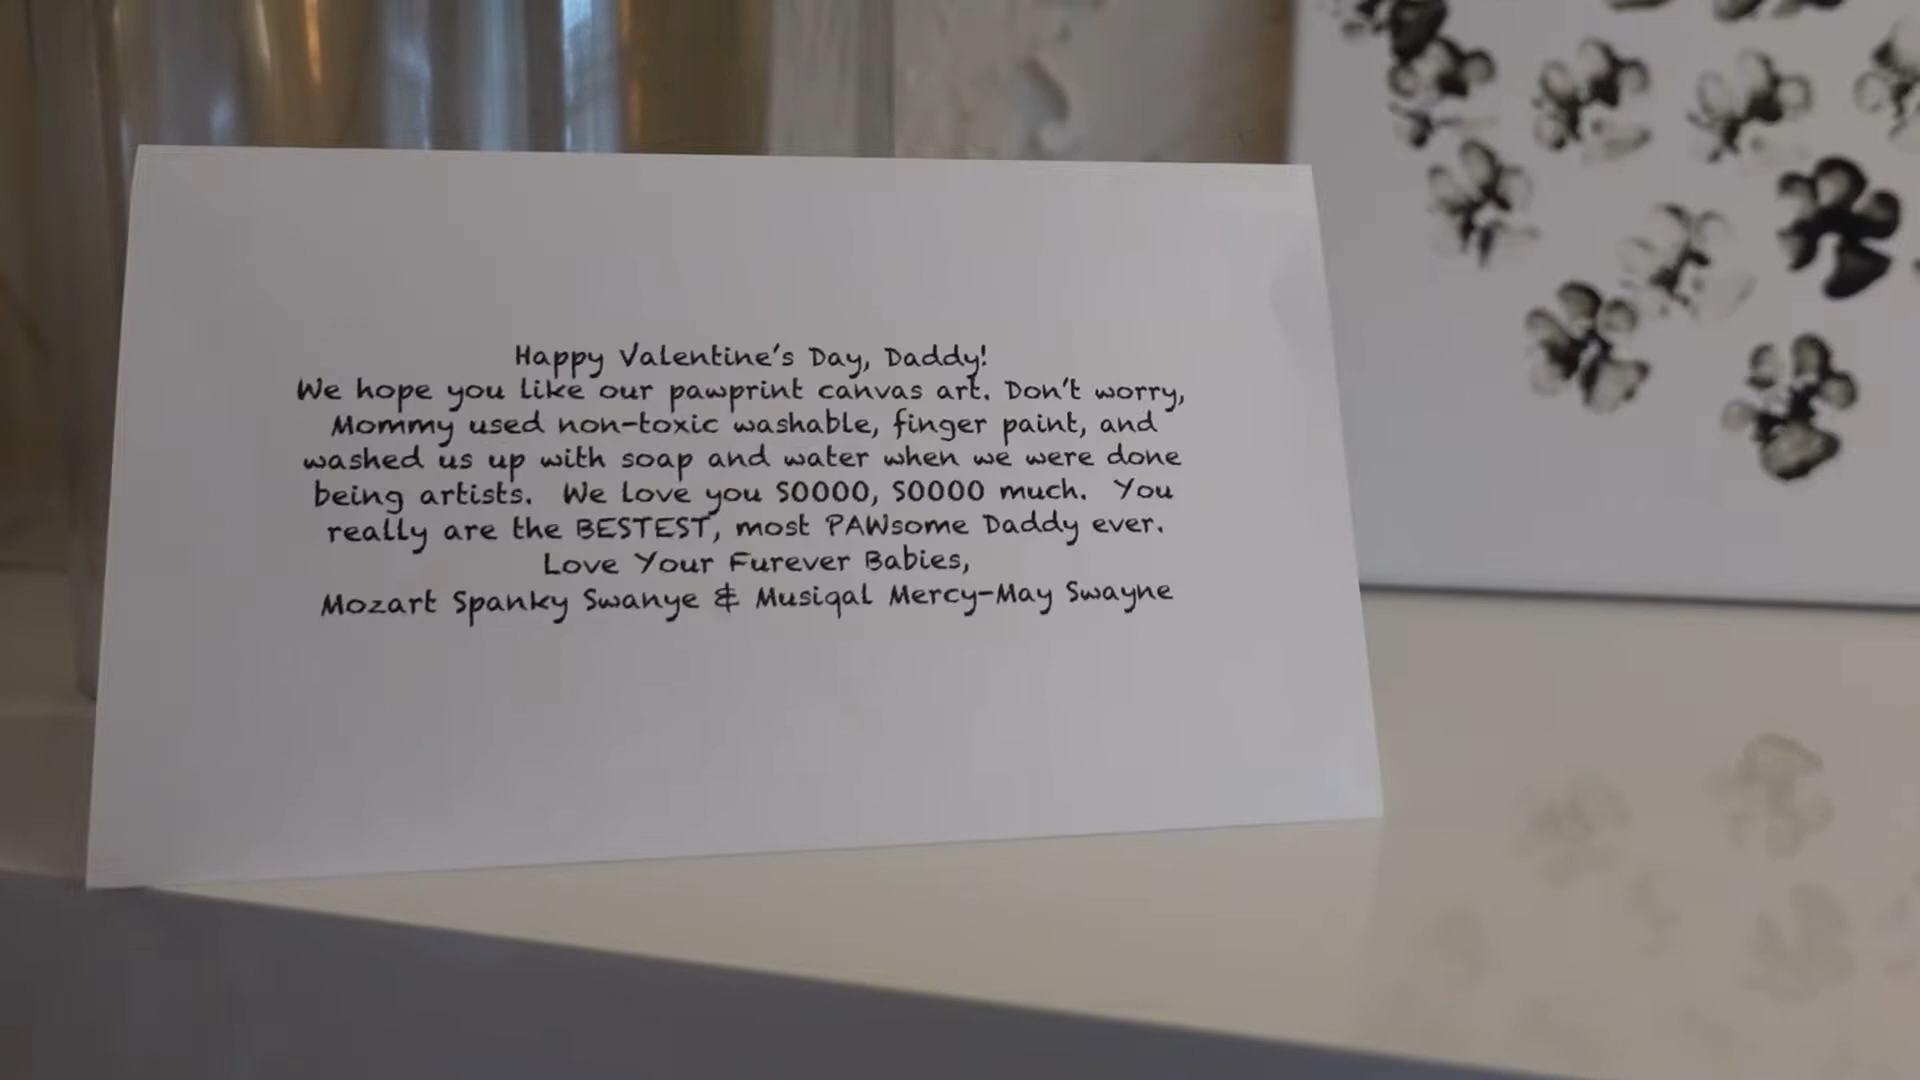 Happy Valentine's Day, Daddy!
We hope you like our pawprint canvas art. Don't worry,
Mommy used non-toxic washable, finger paint, and
washed us up with soap and water when we were done
being artists. We love you SOOOO, SOOOO much. You
really are the BESTEST, most PAWsome Daddy ever.
Love Your Furever Babies,
Mozart Spanky Swanye & Musiqal Mercy-May Swayne